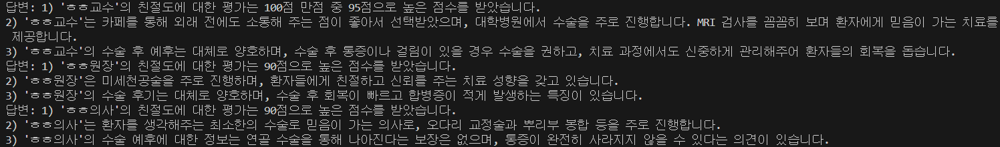 답변: 1) 'ㅎㅎ교수'의 친절도에 대한 평가는 100점 만점 중 95점으로 높은 점수를 받았습니다.
2) 'ㅎㅎ교수'는 카페를 통해 외래 전에도 소통해 주는 점이 좋아서 선택받았으며, 대학병원에서 수술을 주로 진행합니다. MRI 검사를 꼼꼼히 보며 환자에게 믿음이 가는 치료를
제공합니다.
3) 'ㅎㅎ교수'의 수술 후 예후는 대체로 양호하며, 수술 후 통증이나 걸림이 있을 경우 수술을 권하고, 치료 과정에서도 신중하게 관리해주어 환자들의 회복을 돕습니다.
답변: 1) 'ㅎㅎ원장'의 친절도에 대한 평가는 90점으로 높은 점수를 받았습니다.
2) 'ㅎㅎ원장'은 미세천공술을 주로 진행하며, 환자들에게 친절하고 신뢰를 주는 치료 성향을 갖고 있습니다.
3) 'ㅎㅎ원장'의 수술 후기는 대체로 양호하며, 수술 후 회복이 빠르고 합병증이 적게 발생하는 특징이 있습니다.
답변: 1) 'ㅎㅎ의사'의 친절도에 대한 평가는 90점으로 높은 점수를 받았습니다.
2) 'ㅎㅎ의사'는 환자를 생각해주는 최소한의 수술로 믿음이 가는 의사로, 오다리 교정술과 뿌리부 봉합 등을 주로 진행합니다.
3) 'ㅎㅎ의사'의 수술 예후에 대한 정보는 연골 수술을 통해 나아진다는 보장은 없으며, 통증이 완전히 사라지지 않을 수 있다는 의견이 있습니다.